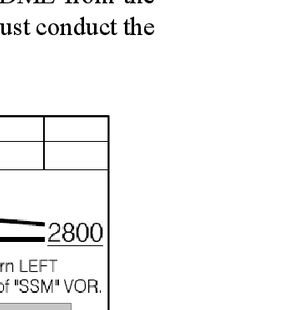 DME from the
ust conduct the
2800
rn LEFT
of "SSM" VOR.